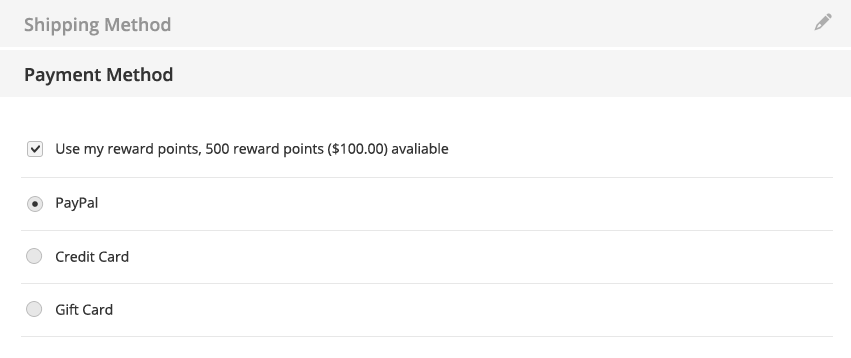 Shipping Method
Payment Method
Use my reward points, 500 reward points ($100.00) avaliable
PayPal
Credit Card
Gift Card